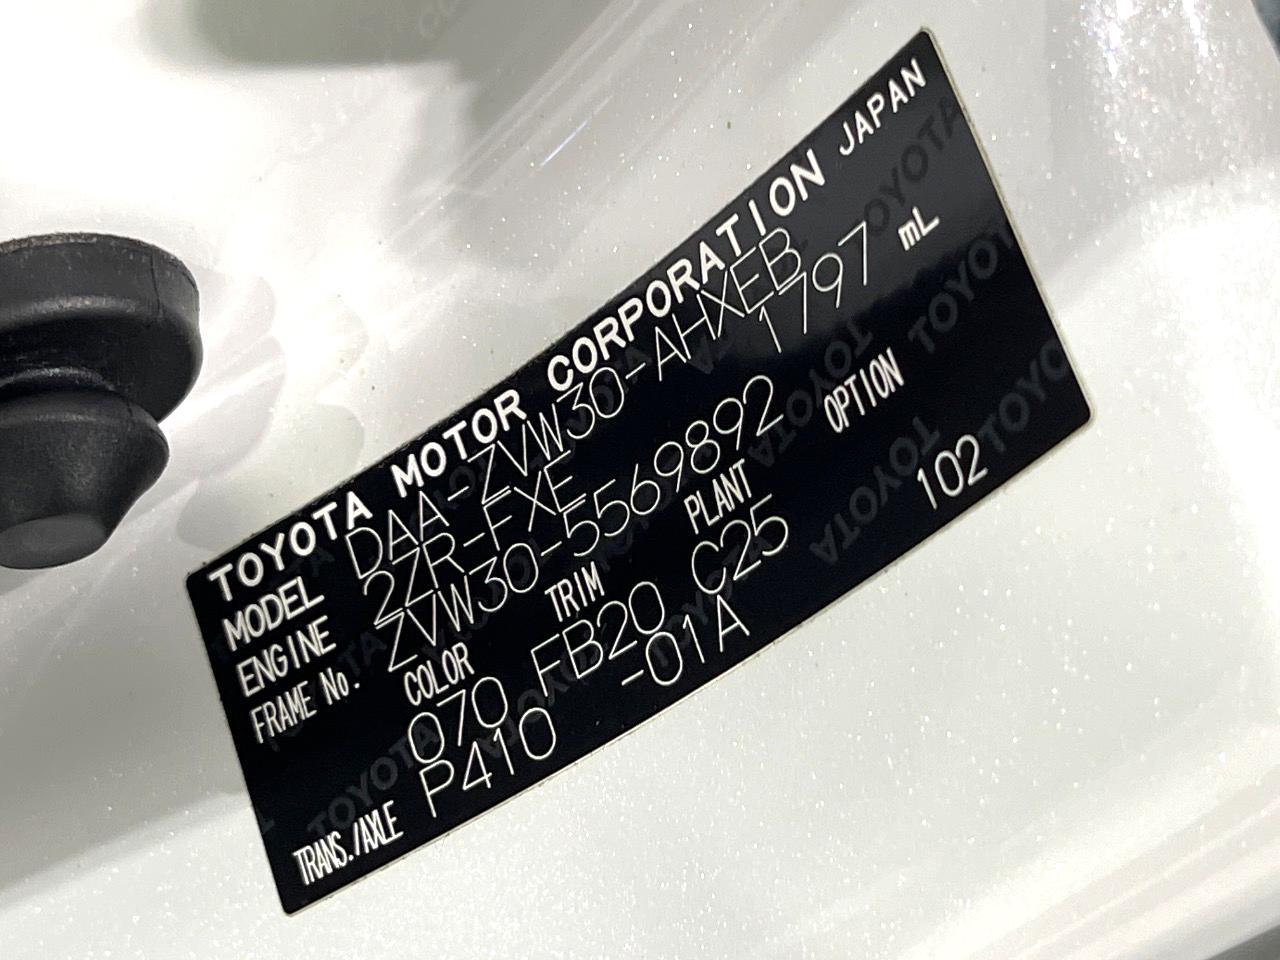 TOYOTA MOTOR CORPORATION JAPAN
MODEL DAA-ZVW30-AHXEB
ENGINE 2ZR-FXE 1797 mL
FRAME No. ZVW30-5569892
COLOR TRIM PLANT OPTION
070 FB20 C25 102
TRANS./AXLE P410 -01A